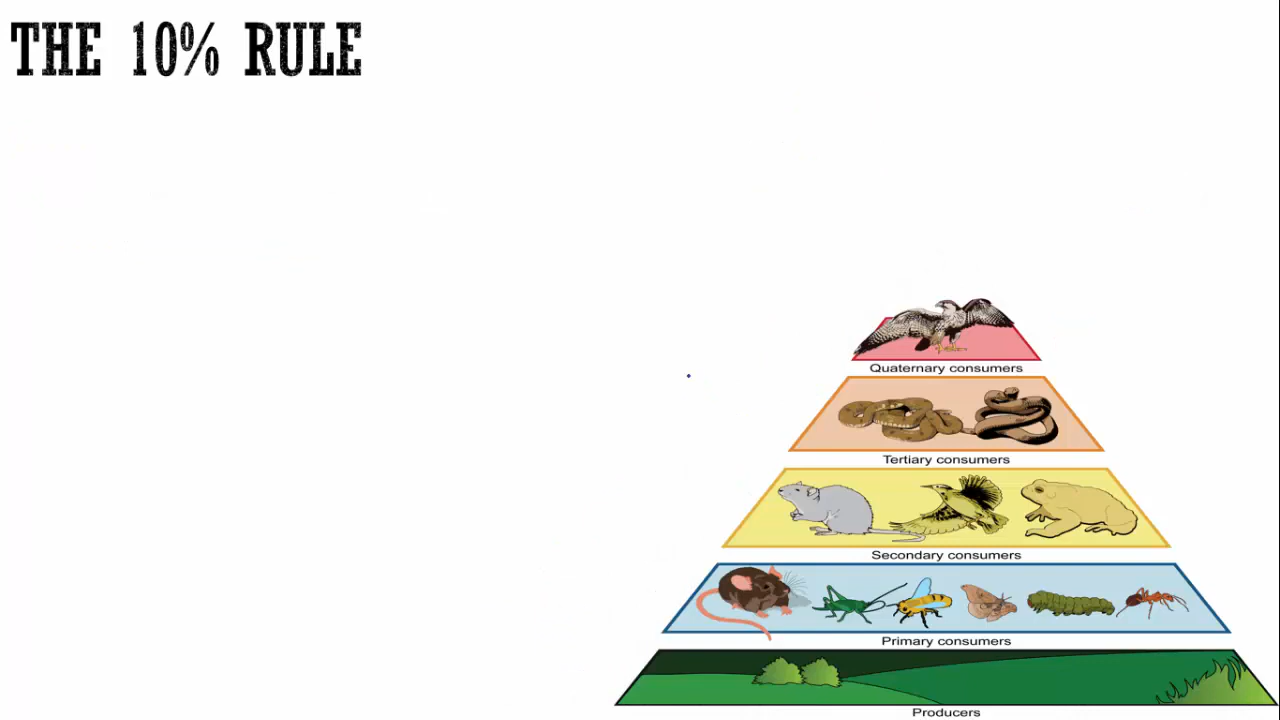 THE 10% RULE
Quaternary consumers
Tertiary consumers
Secondary consumers
Primary consumers
Producers